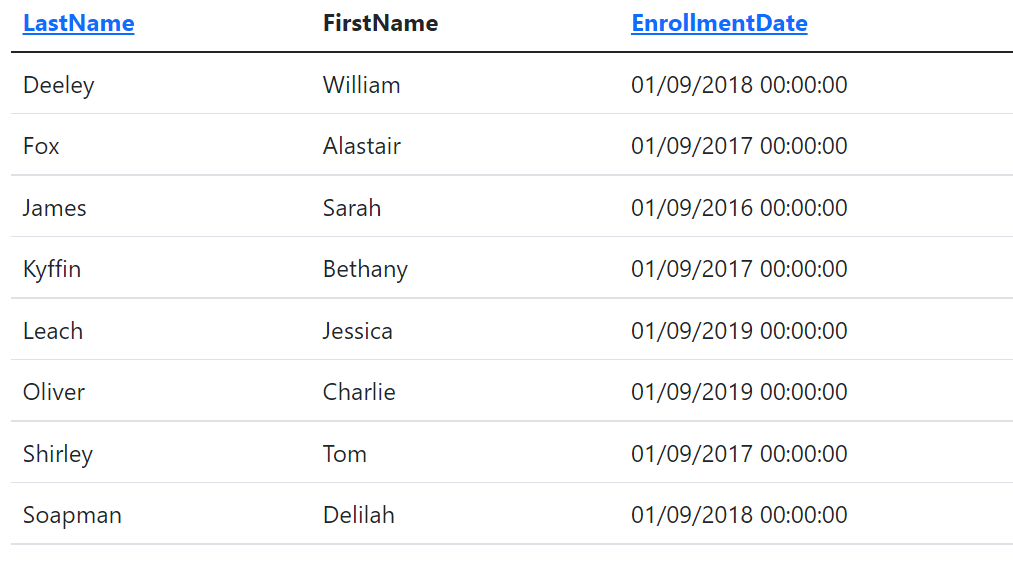 LastName FirstName EnrollmentDate
Deeley William 01/09/2018 00:00:00
Fox Alastair 01/09/2017 00:00:00
James Sarah 01/09/2016 00:00:00
Kyffin Bethany 01/09/2017 00:00:00
Leach Jessica 01/09/2019 00:00:00
Oliver Charlie 01/09/2019 00:00:00
Shirley Tom 01/09/2017 00:00:00
Soapman Delilah 01/09/2018 00:00:00